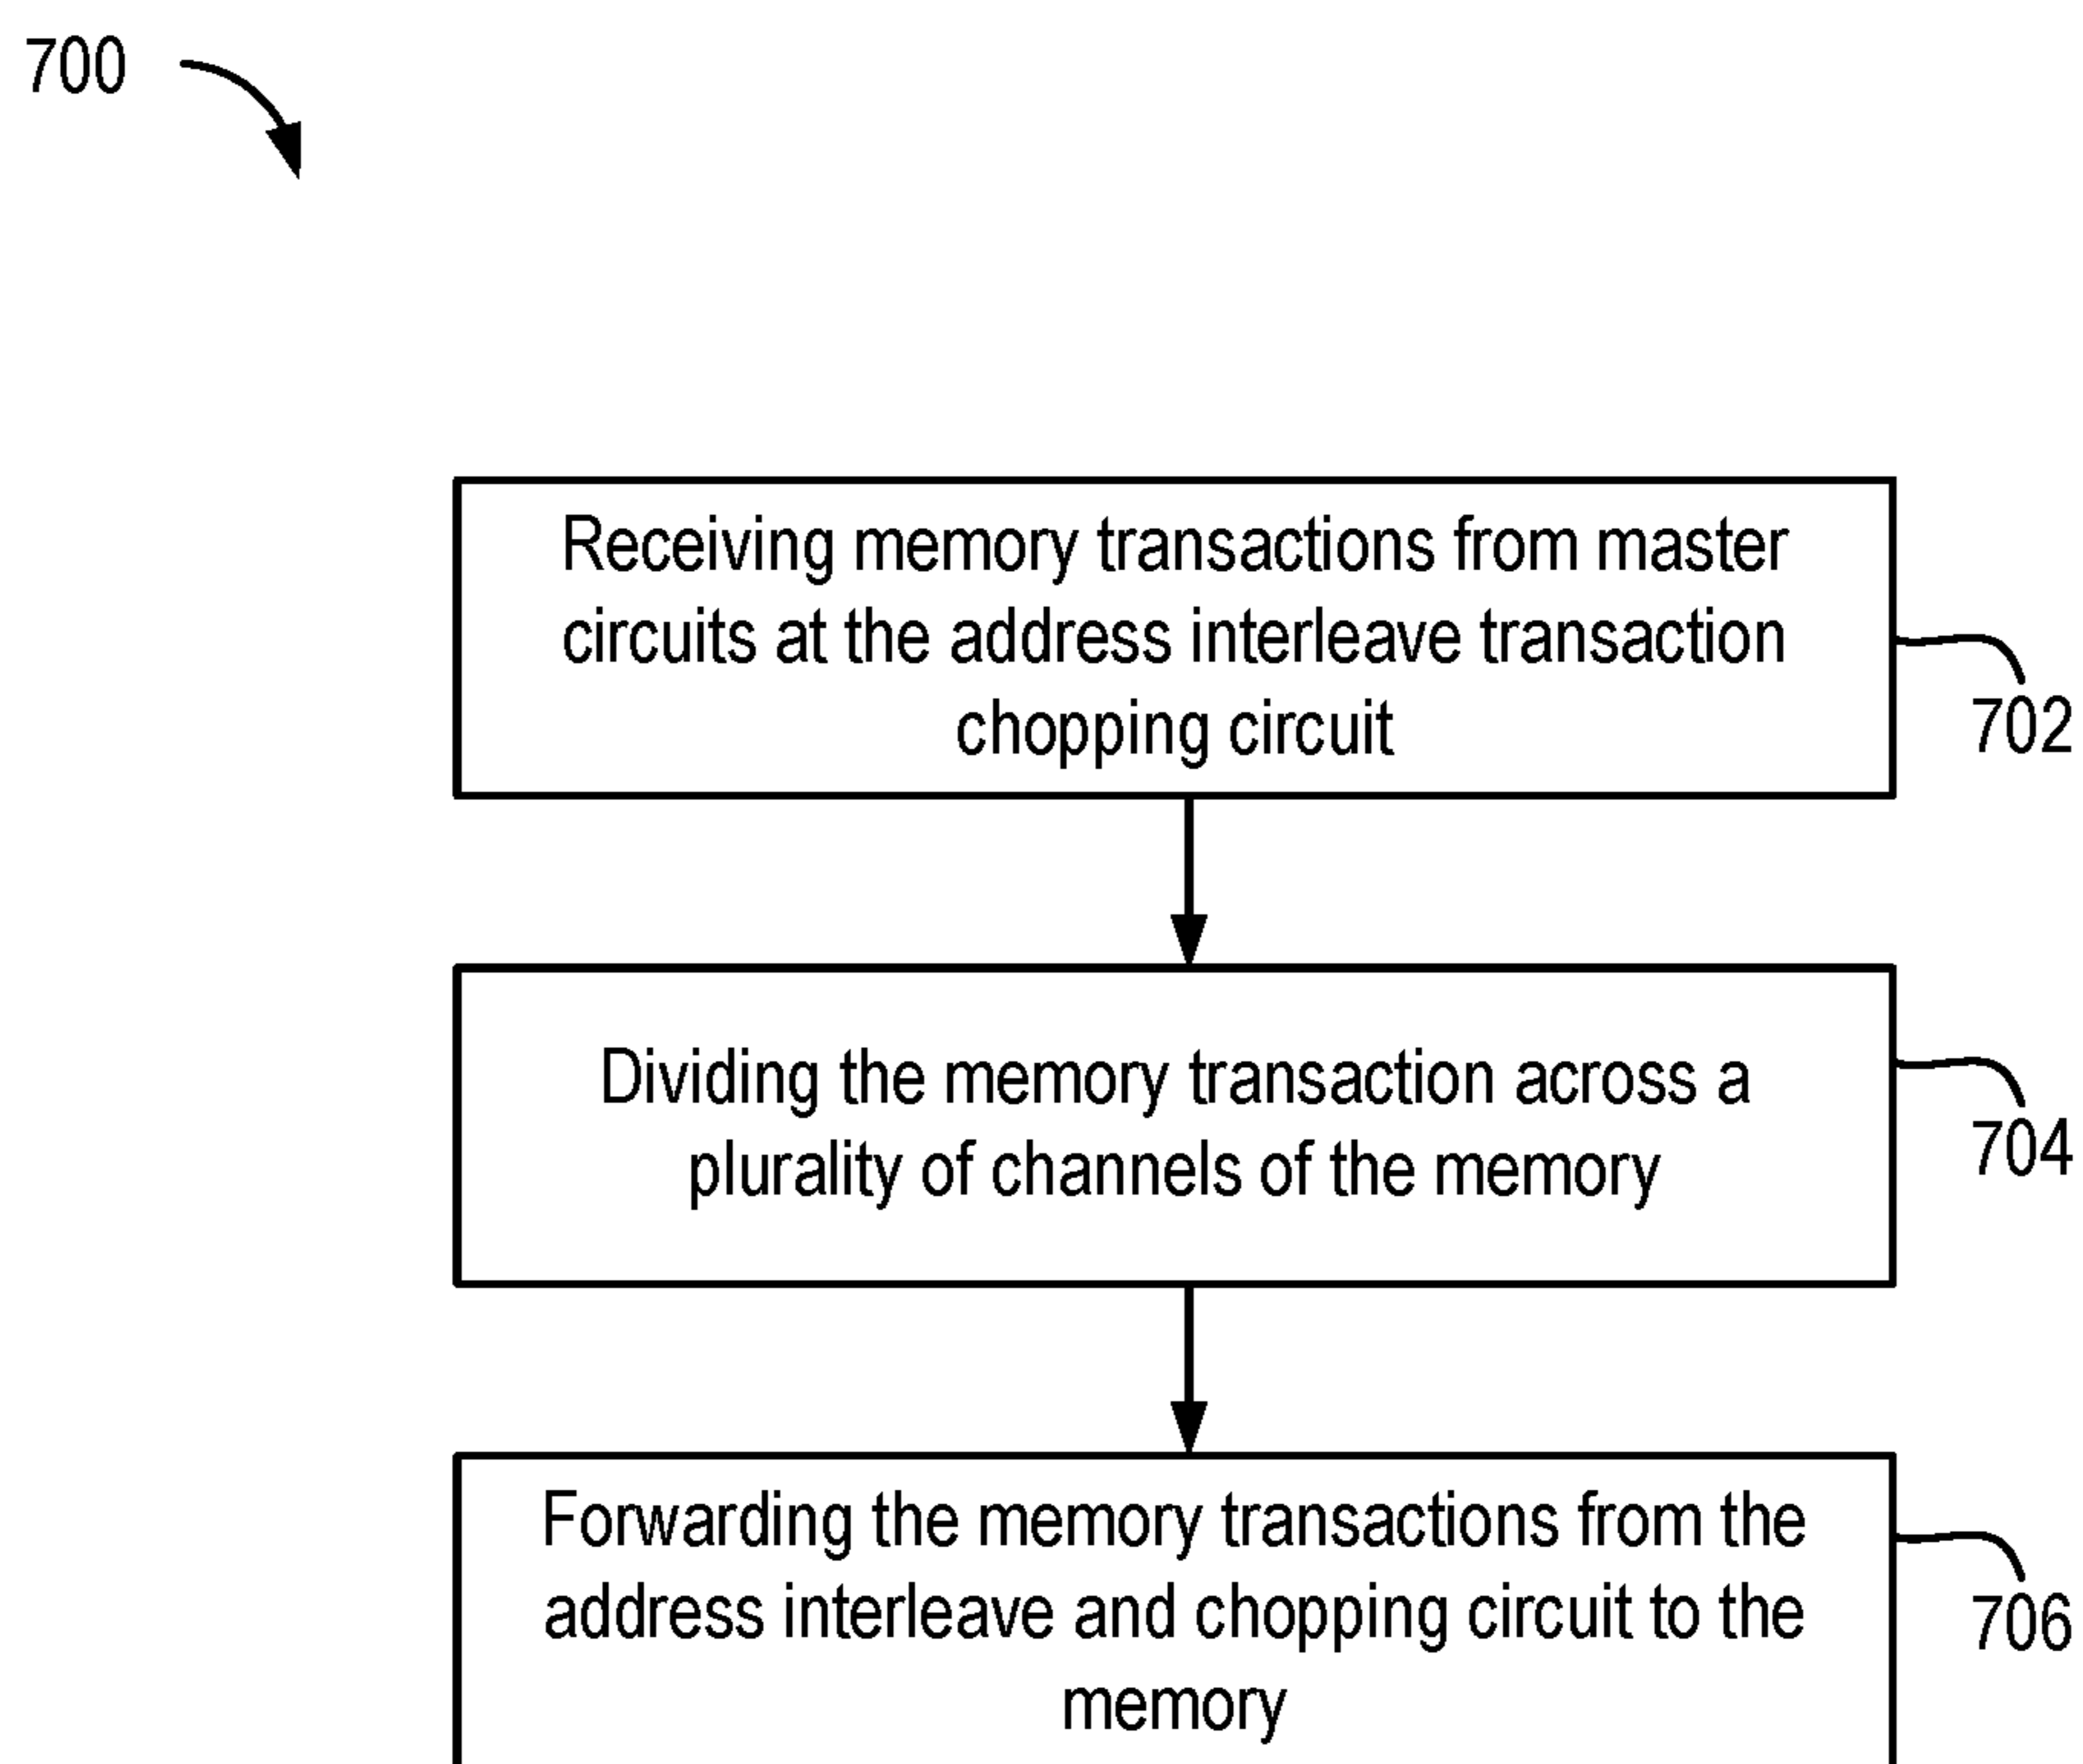 700
Receiving memory transactions from master
circuits at the address interleave transaction
chopping circuit
702
Dividing the memory transaction across a
plurality of channels of the memory
704
Forwarding the memory transactions from the
address interleave and chopping circuit to the
memory
706